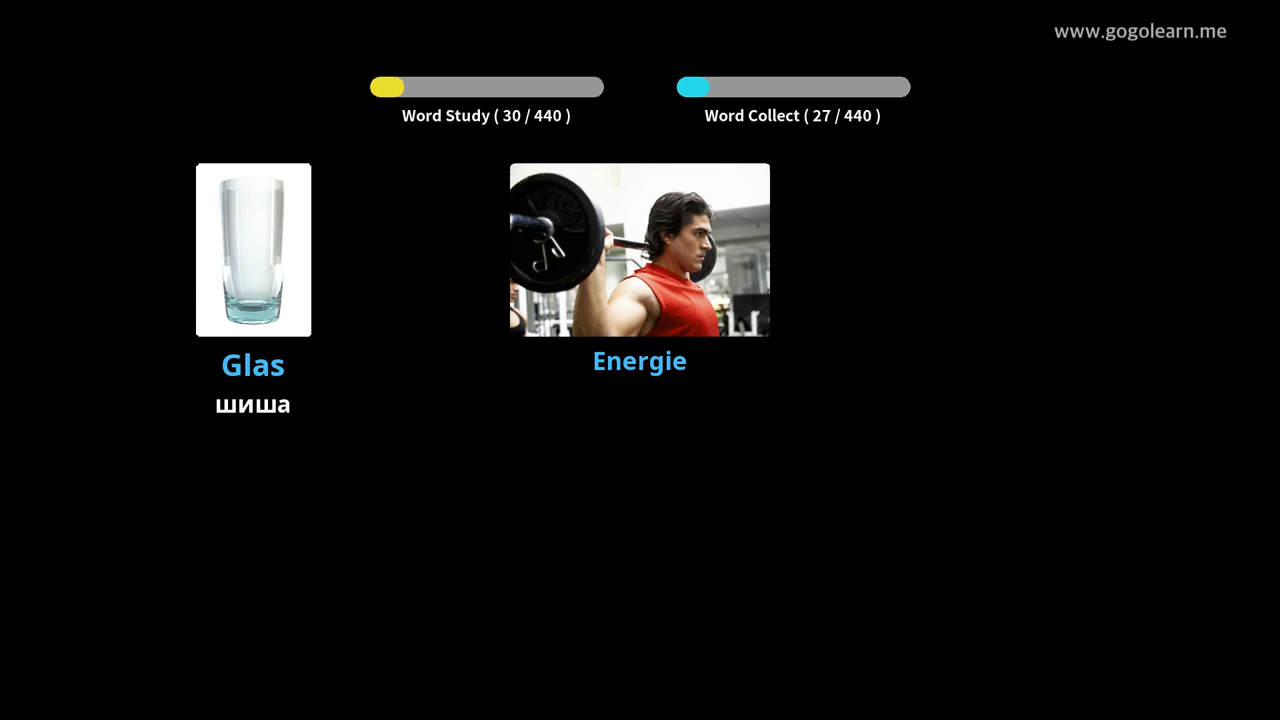 www.gogolearn.me
Word Study ( 30 / 440 )
Word Collect ( 27 / 440 )
Glas
шиша
Energie